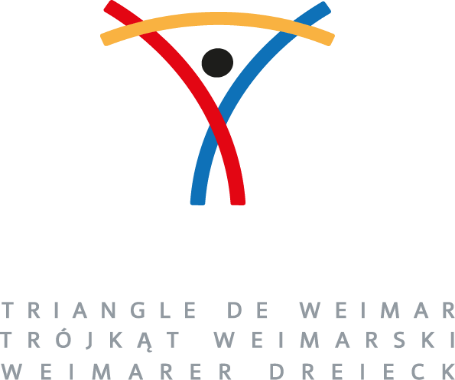 TRIANGLE DE WEIMAR
TRÓJKĄT WEIMARSKI
WEIMARER DREIECK